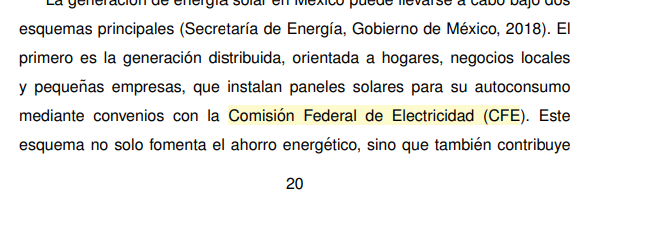 La generación de energía solar en México puede llevarse a cabo bajo dos
esquemas principales (Secretaría de Energía, Gobierno de México, 2018). El
primero es la generación distribuida, orientada a hogares, negocios locales
y pequeñas empresas, que instalan paneles solares para su autoconsumo
mediante convenios con la Comisión Federal de Electricidad (CFE). Este
esquema no solo fomenta el ahorro energético, sino que también contribuye
20